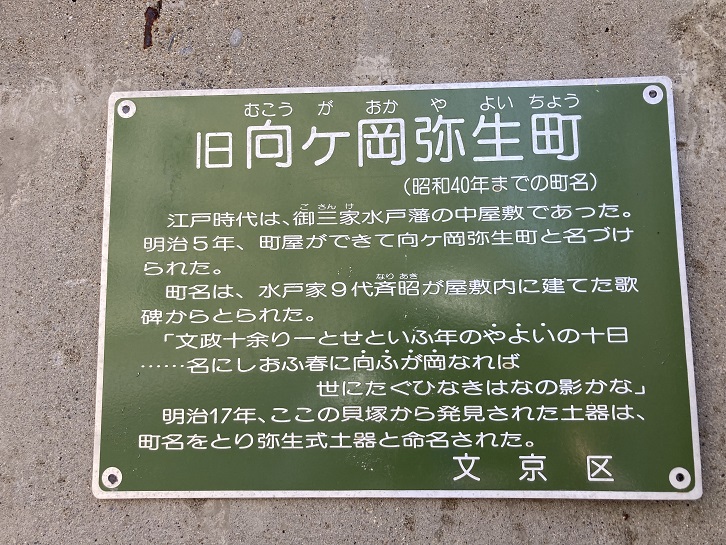 むこう が おか や よい ちょう
旧 向ケ岡弥生町
（昭和40年までの町名）
ご さん け
江戸時代は、御三家水戸藩の中屋敷であった。
明治５年、町屋ができて向ケ岡弥生町と名づけ
られた。
なり あき
町名は、水戸家９代斉昭が屋敷内に建てた歌
碑からとられた。
「文政十余り一とせといふ年のやよいの十日
……名にしおふ春に向ふが岡なれば
世にたぐひなきはなの影かな」
明治17年、ここの貝塚から発見された土器は、
町名をとり弥生式土器と命名された。
文京区